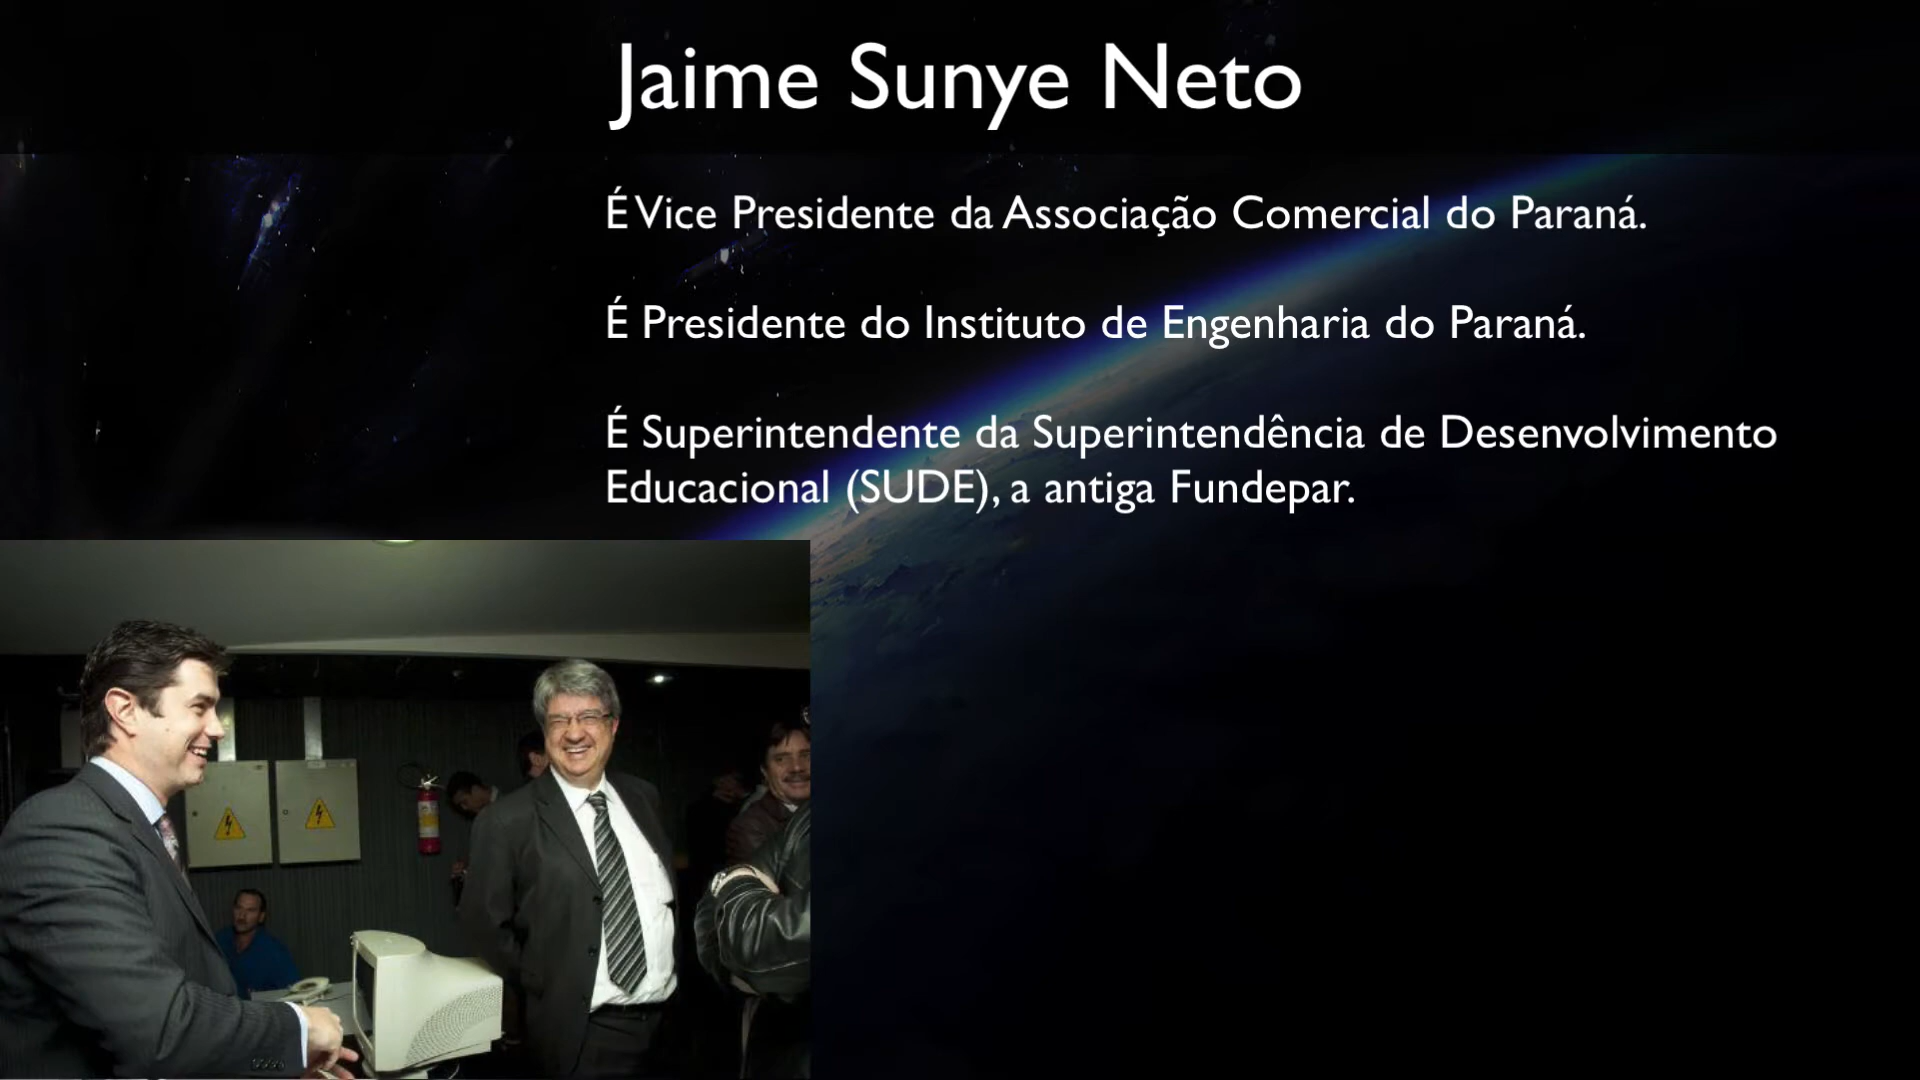 Jaime Sunye Neto
É Vice Presidente da Associação Comercial do Paraná.
É Presidente do Instituto de Engenharia do Paraná.
É Superintendente da Superintendência de Desenvolvimento
Educacional (SUDE), a antiga Fundepar.